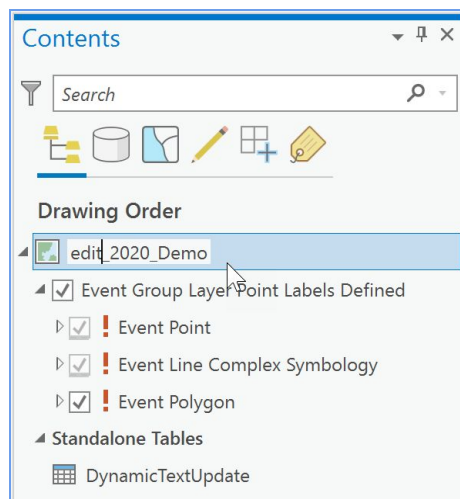 Contents
Search
Drawing Order
edit_2020_Demo
Event Group Layer Point Labels Defined
Event Point
Event Line Complex Symbology
Event Polygon
Standalone Tables
DynamicTextUpdate